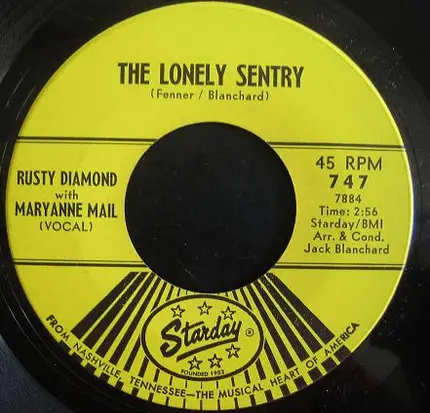 THE LONELY SENTRY
(Fenner / Blanchard)
RUSTY DIAMOND
with
MARYANNE MAIL
(VOCAL)
45 RPM
747
7884
Time: 2:56
Starday/BMI
Arr. & Cond.
Jack Blanchard
Starday®
FOUNDED 1952
FROM NASHVILLE, TENNESSEE—THE MUSICAL HEART OF AMERICA